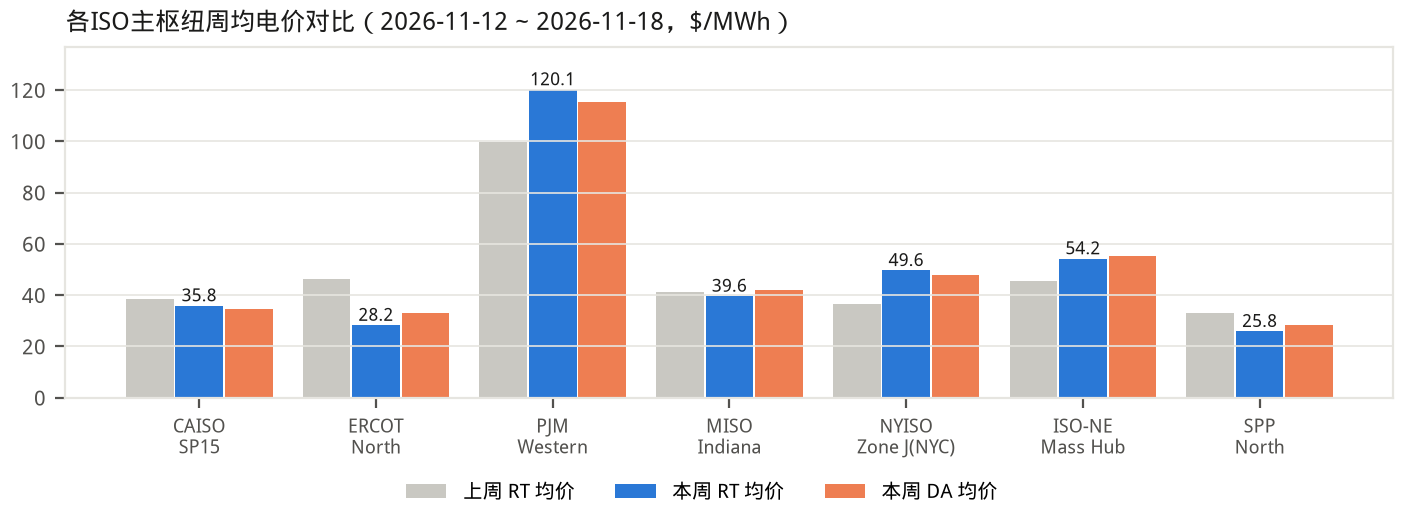 各ISO主枢纽周均电价对比（2026-11-12 ~ 2026-11-18，$/MWh）
120
100
80
60
40
20
0
35.8
28.2
120.1
39.6
49.6
54.2
25.8
CAISO
SP15
ERCOT
North
PJM
Western
MISO
Indiana
NYISO
Zone J(NYC)
ISO-NE
Mass Hub
SPP
North
上周 RT 均价
本周 RT 均价
本周 DA 均价